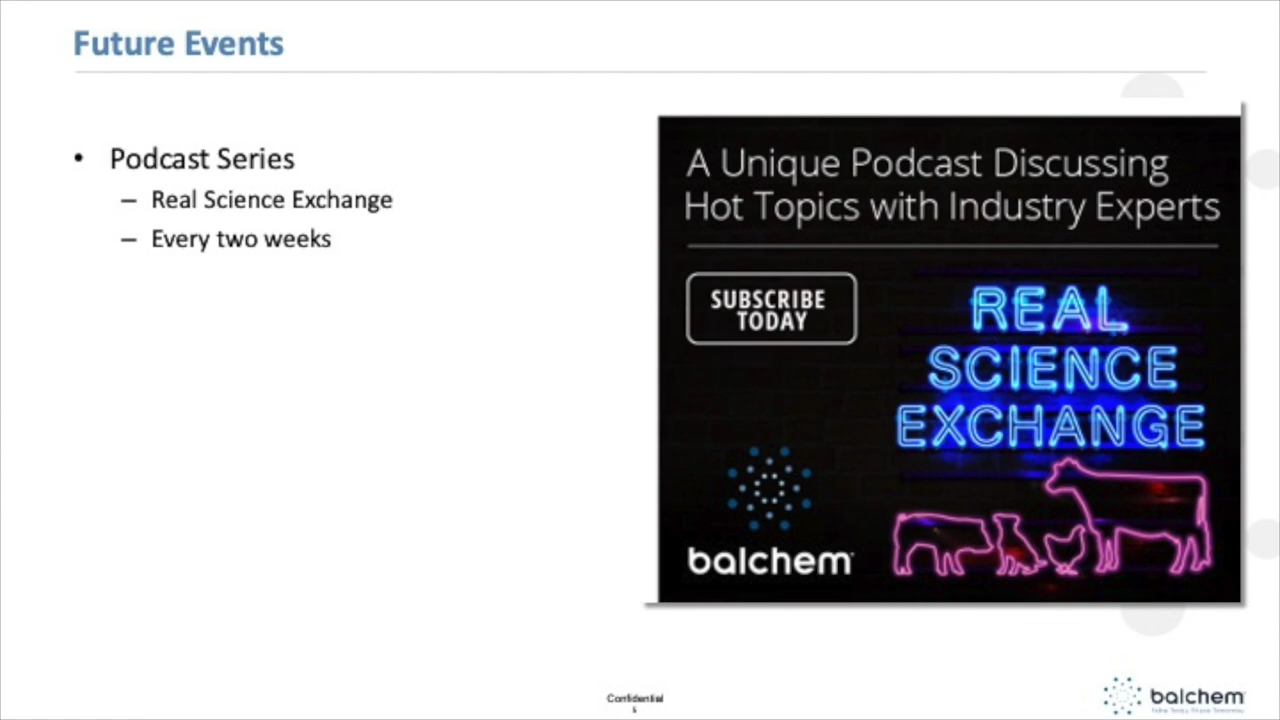 Future Events
• Podcast Series
– Real Science Exchange
– Every two weeks
A Unique Podcast Discussing
Hot Topics with Industry Experts
SUBSCRIBE
TODAY
REAL
SCIENCE
EXCHANGE
balchem
Confidential
balchem